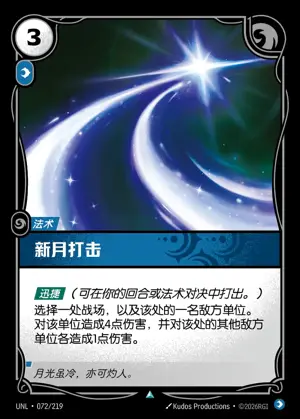 3
法术
新月打击
迅捷 （可在你的回合或法术对决中打出。）
选择一处战场，以及该处的一名敌方单位。
对该单位造成4点伤害，并对该处的其他敌方
单位各造成1点伤害。
月光虽冷，亦可灼人。
UNL • 072/219
Kudos Productions • ©2026RGI